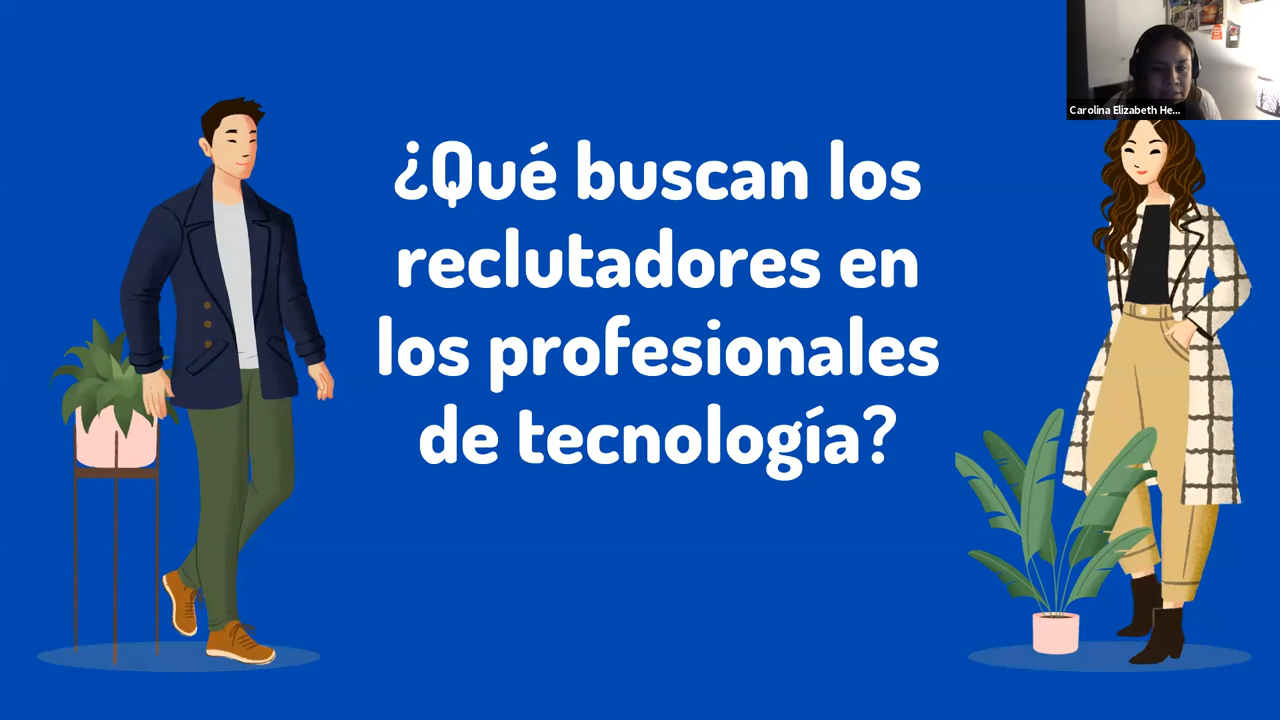 ¿Qué buscan los
reclutadores en
los profesionales
de tecnología?
Carolina Elizabeth He...